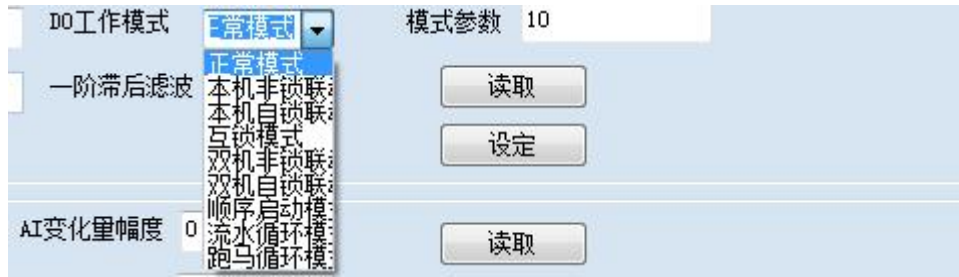 DO工作模式 E常模式 模式参数 10
正常模式
一阶滞后滤波 读取
本机非锁联
本机自锁联
互锁模式
设定
双机非锁联
双机自锁联
顺序启动模
AI变化量幅度 0 流水循环模 读取
跑马循环模